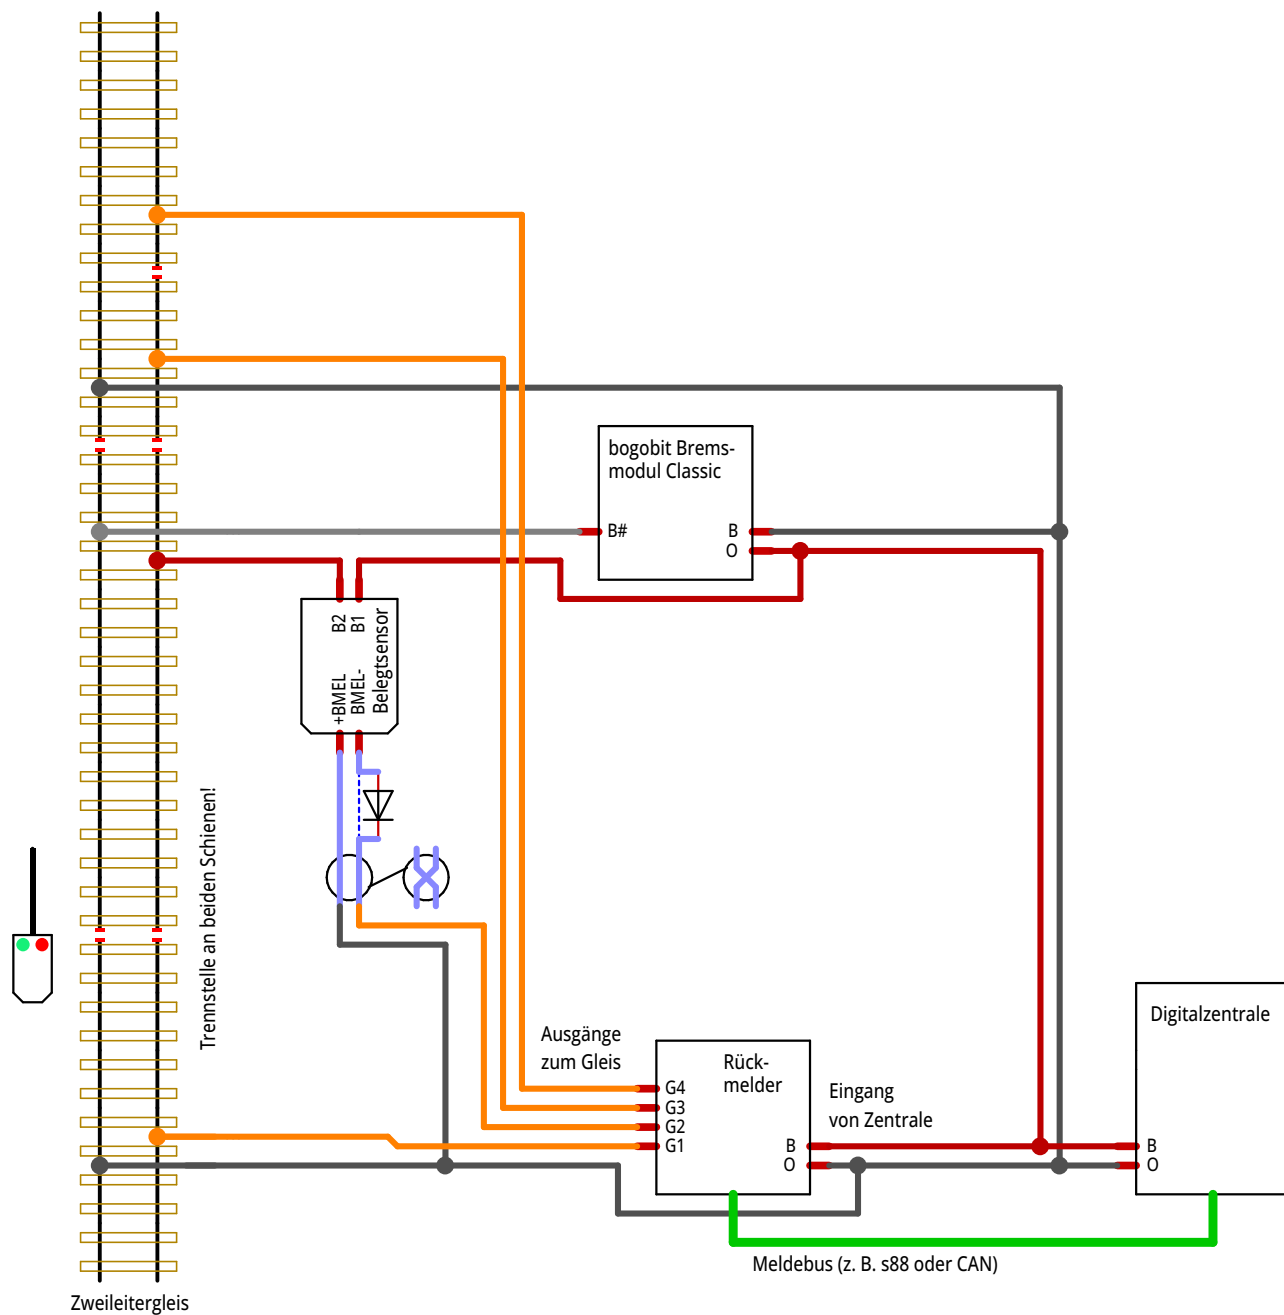 bogobit Brems-
modul Classic
B#
B
O
B2
B1
+BMEL
BMEL-
Belegtsensor
Trennstelle an beiden Schienen!
Ausgänge
zum Gleis
Rück-
melder
G4
G3
G2
G1
B
O
Eingang
von Zentrale
Digitalzentrale
B
O
Meldebus (z. B. s88 oder CAN)
Zweileitergleis